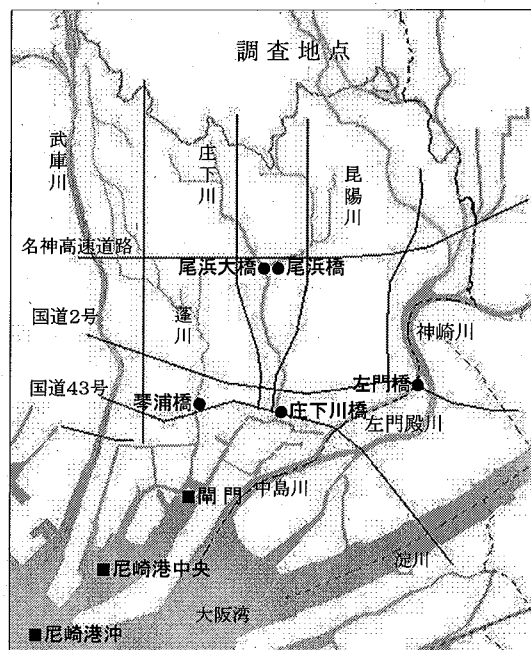 調査地点
武庫川
庄下川
昆陽川
名神高速道路
尾浜大橋
尾浜橋
蓬川
国道2号
神崎川
国道43号
琴浦橋
庄下川橋
左門橋
左門殿川
閘門
中島川
尼崎港中央
淀川
大阪湾
尼崎港沖